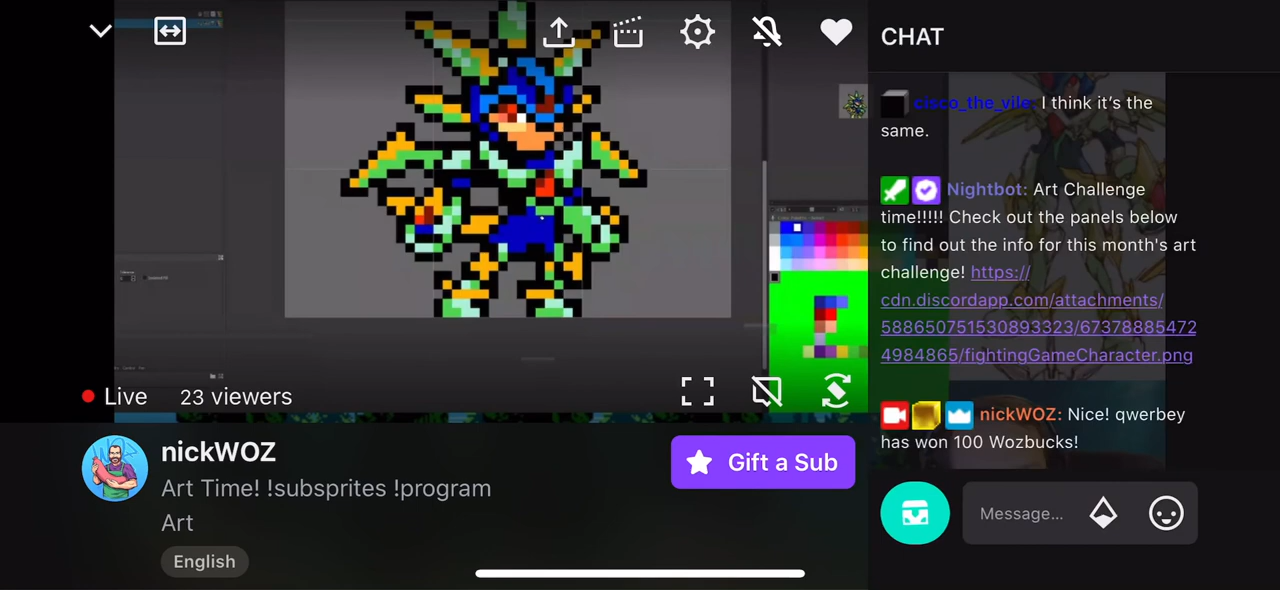 CHAT
cisco_the_vile: I think it’s the
same.
Nightbot: Art Challenge
time!!!!! Check out the panels below
to find out the info for this month's art
challenge! https://
cdn.discordapp.com/attachments/
588650751530893323/67378885472
4984865/fightingGameCharacter.png
nickWOZ: Nice! qwerbey
has won 100 Wozbucks!
Message...
Live 23 viewers
nickWOZ
Art Time! !subsprites !program
Art
English
Gift a Sub